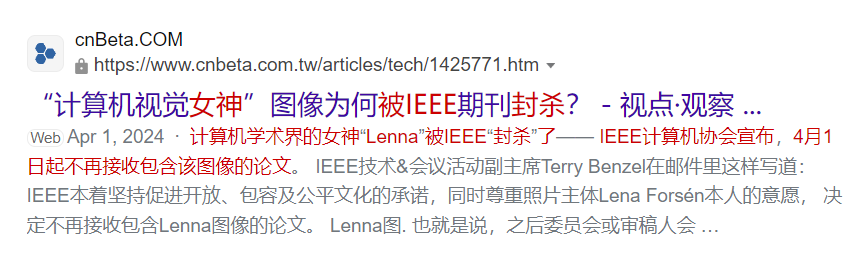 cnBeta.COM
https://www.cnbeta.com.tw/articles/tech/1425771.htm
“计算机视觉女神”图像为何被IEEE期刊封杀？ - 视点·观察 ...
Web Apr 1, 2024 · 计算机学术界的女神“Lenna”被IEEE“封杀”了—— IEEE计算机协会宣布，4月1
日起不再接收包含该图像的论文。 IEEE技术&会议活动副主席Terry Benzel在邮件里这样写道：
IEEE本着坚持促进开放、包容及公平文化的承诺，同时尊重照片主体Lena Forsén本人的意愿， 决
定不再接收包含Lenna图像的论文。 Lenna图. 也就是说，之后委员会或审稿人会 …